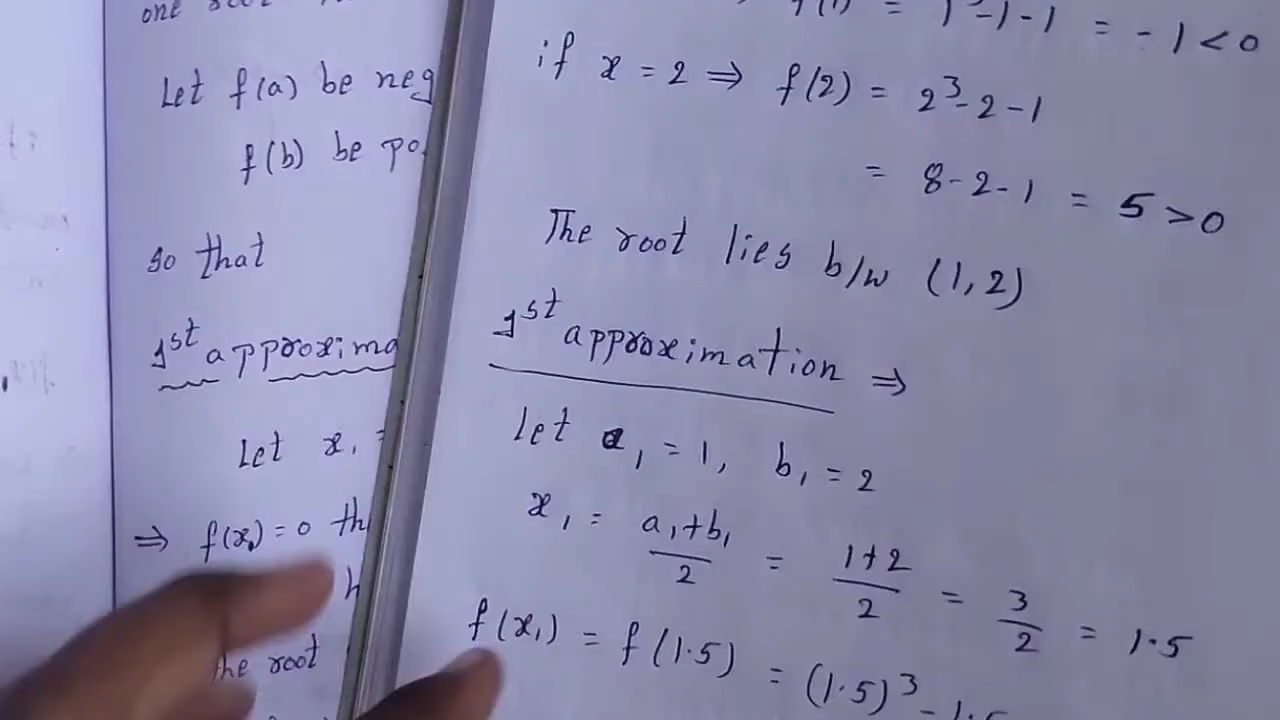 one
Let f(a) be neg
f(b) be po
so that
1st approxima
Let x₁ =
⇒ f(x₁) = 0 th
h
he root
f(1) = 1³-1-1 = -1 < 0
if x = 2 ⇒ f(2) = 2³-2-1
= 8-2-1 = 5 > 0
The root lies b/w (1,2)
1st approximation ⇒
Let a₁ = 1, b₁ = 2
x₁ = a₁+b₁/2 = 1+2/2 = 3/2 = 1.5
f(x₁) = f(1.5) = (1.5)³ - 1.5